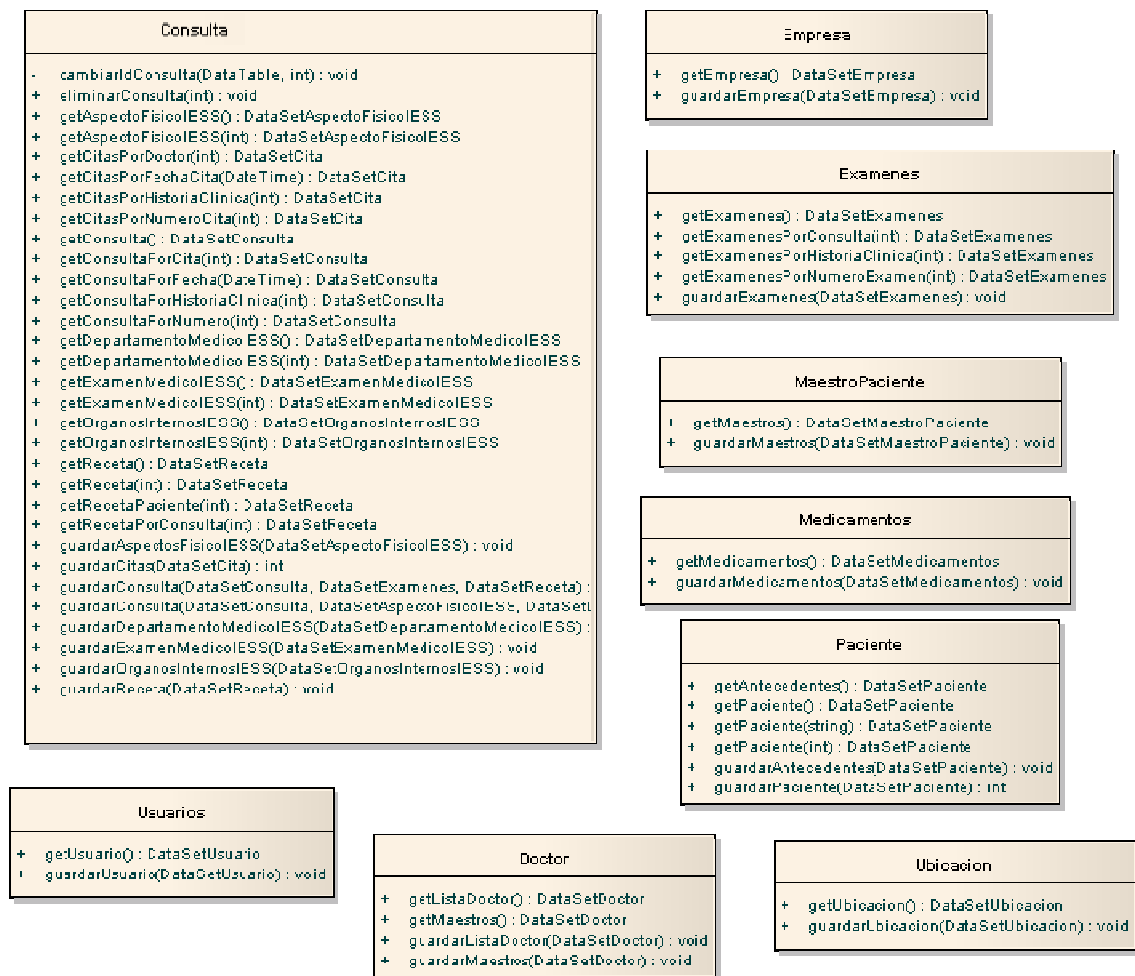 Consulta
- cambiarIdConsulta(DataTable, int) : void
+ eliminarConsulta(int) : void
+ getAspectoFisicoIESS() : DataSetAspectoFisicoIESS
+ getAspectoFisicoIESS(int) : DataSetAspectoFisicoIESS
+ getCitasPorDoctor(int) : DataSetCita
+ getCitasPorFechaCita(DateTime) : DataSetCita
+ getCitasPorHistoriaClinica(int) : DataSetCita
+ getCitasPorNumeroCita(int) : DataSetCita
+ getConsulta() : DataSetConsulta
+ getConsultaForCita(int) : DataSetConsulta
+ getConsultaForFecha(DateTime) : DataSetConsulta
+ getConsultaForHistoriaClinica(int) : DataSetConsulta
+ getConsultaForNumero(int) : DataSetConsulta
+ getDepartamentoMedicoIESS() : DataSetDepartamentoMedicoIESS
+ getDepartamentoMedicoIESS(int) : DataSetDepartamentoMedicoIESS
+ getExamenMedicoIESS() : DataSetExamenMedicoIESS
+ getExamenMedicoIESS(int) : DataSetExamenMedicoIESS
+ getOrganosInternosIESS() : DataSetOrganosInternosIESS
+ getOrganosInternosIESS(int) : DataSetOrganosInternosIESS
+ getReceta() : DataSetReceta
+ getReceta(int) : DataSetReceta
+ getRecetaPaciente(int) : DataSetReceta
+ getRecetaPorConsulta(int) : DataSetReceta
+ guardarAspectosFisicoIESS(DataSetAspectoFisicoIESS) : void
+ guardarCitas(DataSetCita) : int
+ guardarConsulta(DataSetConsulta, DataSetExamenes, DataSetReceta) :
+ guardarConsulta(DataSetConsulta, DataSetAspectoFisicoIESS, DataSet
+ guardarDepartamentoMedicoIESS(DataSetDepartamentoMedicoIESS) :
+ guardarExamenMedicoIESS(DataSetExamenMedicoIESS) : void
+ guardarOrganosInternosIESS(DataSetOrganosInternosIESS) : void
+ guardarReceta(DataSetReceta) : void
Empresa
+ getEmpresa() : DataSetEmpresa
+ guardarEmpresa(DataSetEmpresa) : void
Examenes
+ getExamenes() : DataSetExamenes
+ getExamenesPorConsulta(int) : DataSetExamenes
+ getExamenesPorHistoriaClinica(int) : DataSetExamenes
+ getExamenesPorNumeroExamen(int) : DataSetExamenes
+ guardarExamenes(DataSetExamenes) : void
MaestroPaciente
+ getMaestros() : DataSetMaestroPaciente
+ guardarMaestros(DataSetMaestroPaciente) : void
Medicamentos
+ getMedicamentos() : DataSetMedicamentos
+ guardarMedicamentos(DataSetMedicamentos) : void
Paciente
+ getAntecedentes() : DataSetPaciente
+ getPaciente() : DataSetPaciente
+ getPaciente(string) : DataSetPaciente
+ getPaciente(int) : DataSetPaciente
+ guardarAntecedentes(DataSetPaciente) : void
+ guardarPaciente(DataSetPaciente) : int
Usuarios
+ getUsuario() : DataSetUsuario
+ guardarUsuario(DataSetUsuario) : void
Doctor
+ getListaDoctor() : DataSetDoctor
+ getMaestros() : DataSetDoctor
+ guardarListaDoctor(DataSetDoctor) : void
+ guardarMaestros(DataSetDoctor) : void
Ubicacion
+ getUbicacion() : DataSetUbicacion
+ guardarUbicacion(DataSetUbicacion) : void